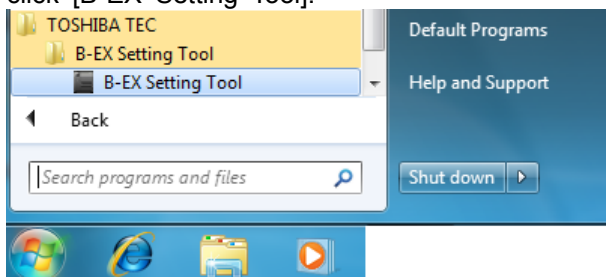 click [B-EX Setting Tool].
TOSHIBA TEC
Default Programs
B-EX Setting Tool
B-EX Setting Tool
Help and Support
Back
Search programs and files
Shut down